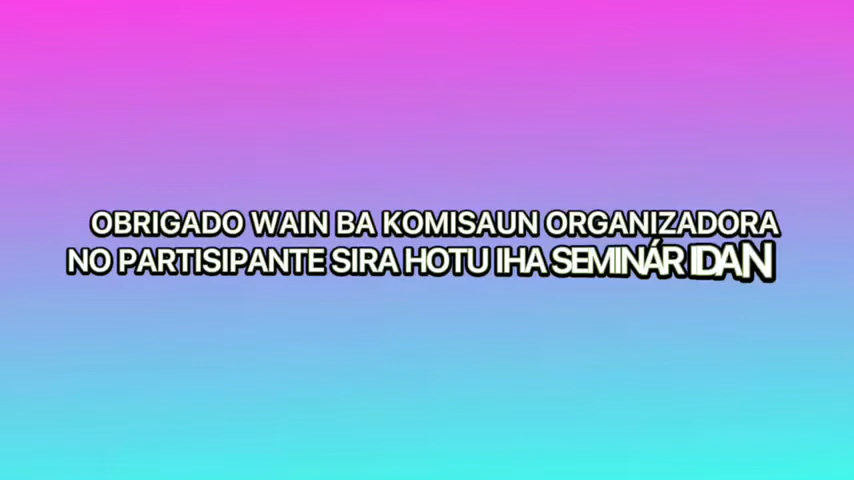 OBRIGADO WAIN BA KOMISAUN ORGANIZADORA
NO PARTISIPANTE SIRA HOTU IHA SEMINÁR IDAN